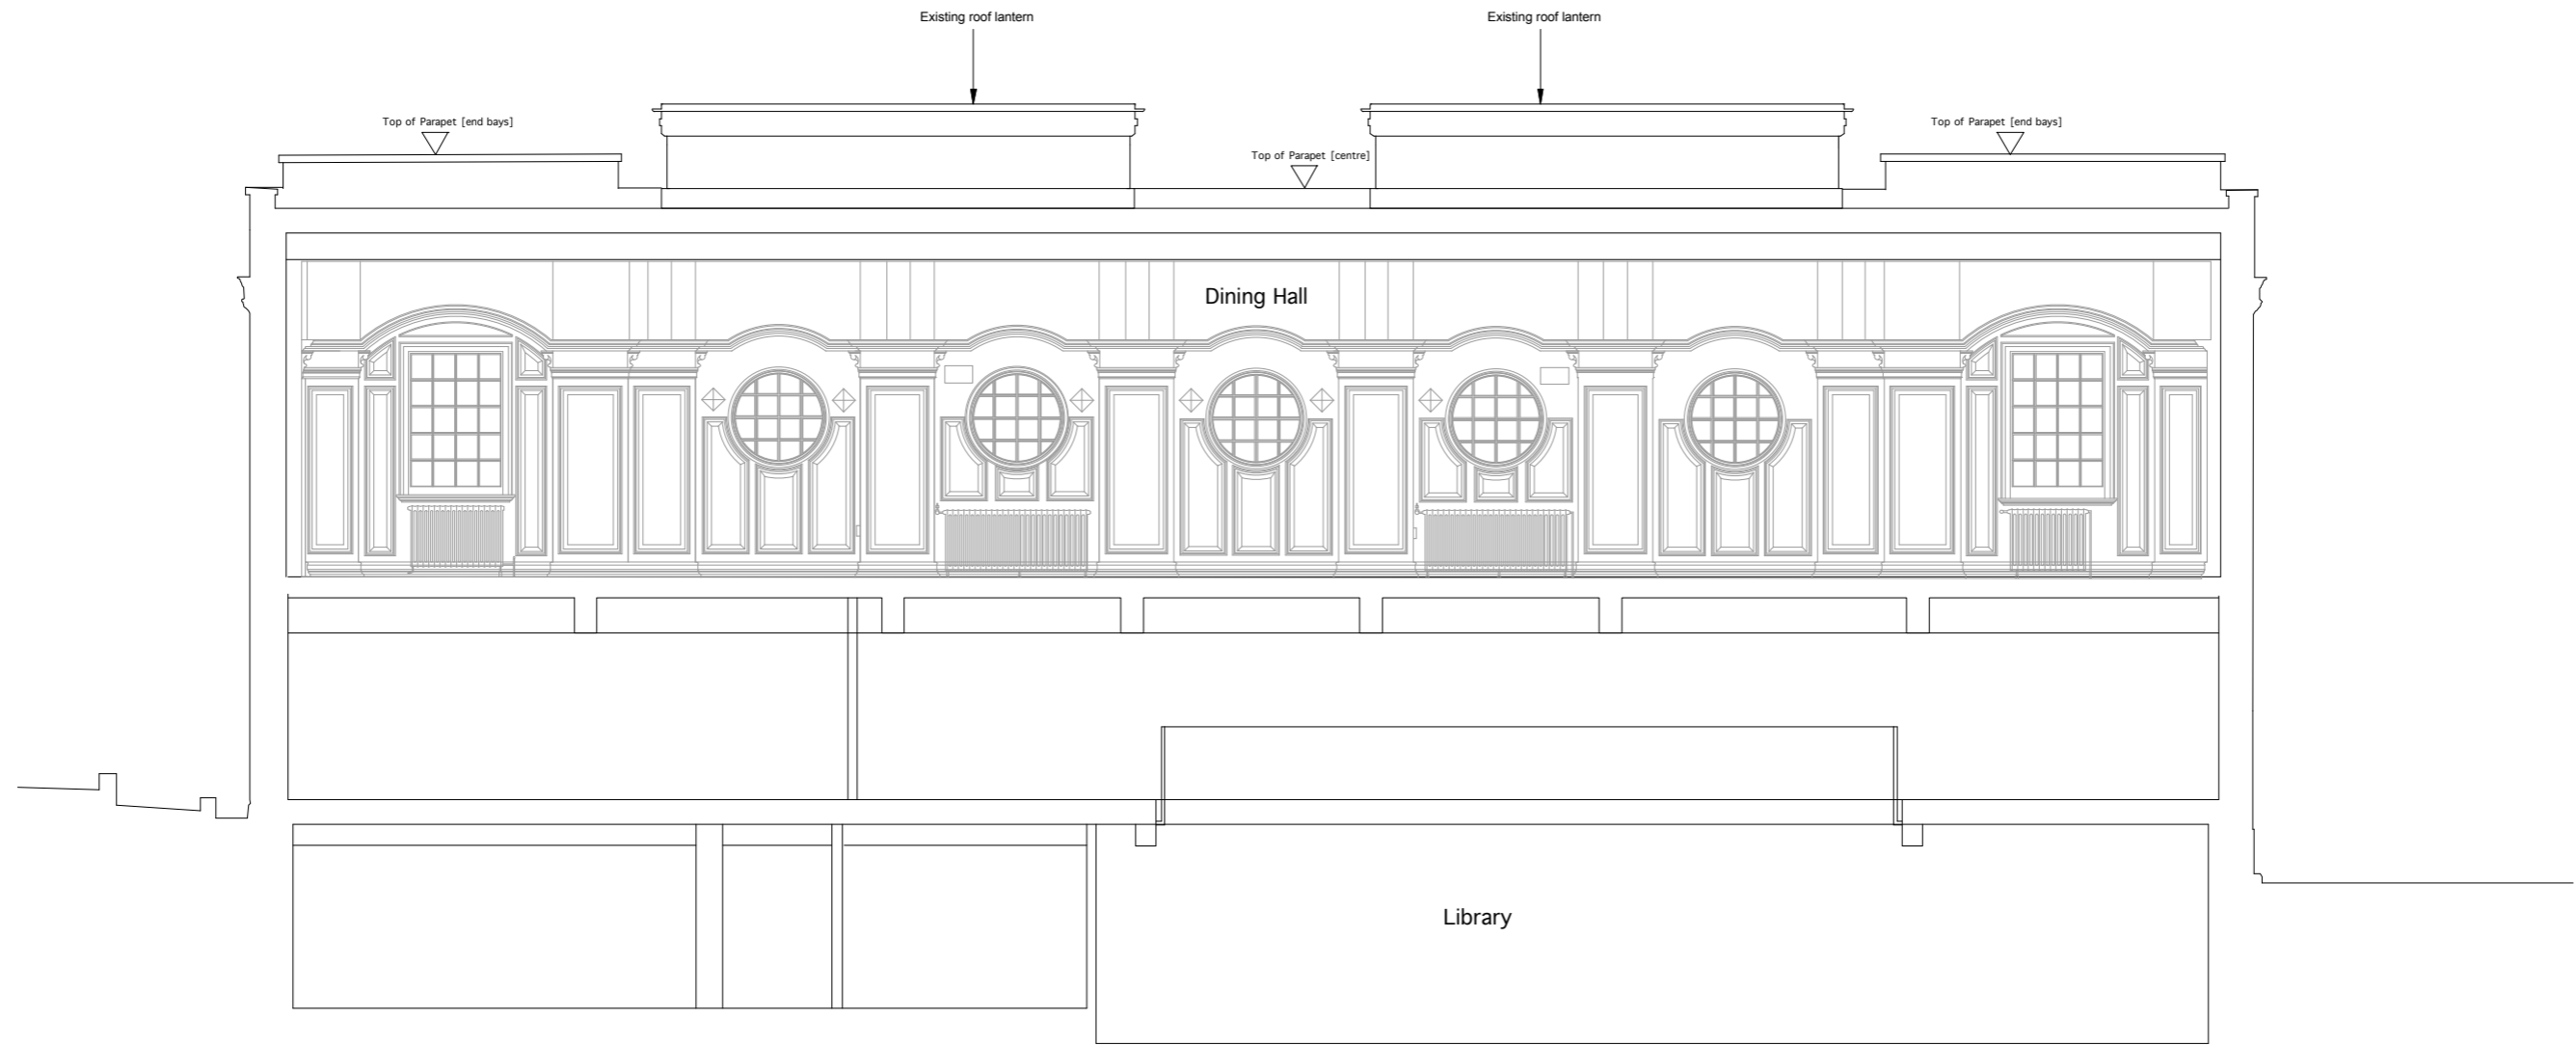 Existing roof lantern
Existing roof lantern
Top of Parapet [end bays]
Top of Parapet [end bays]
Top of Parapet [centre]
Dining Hall
Library